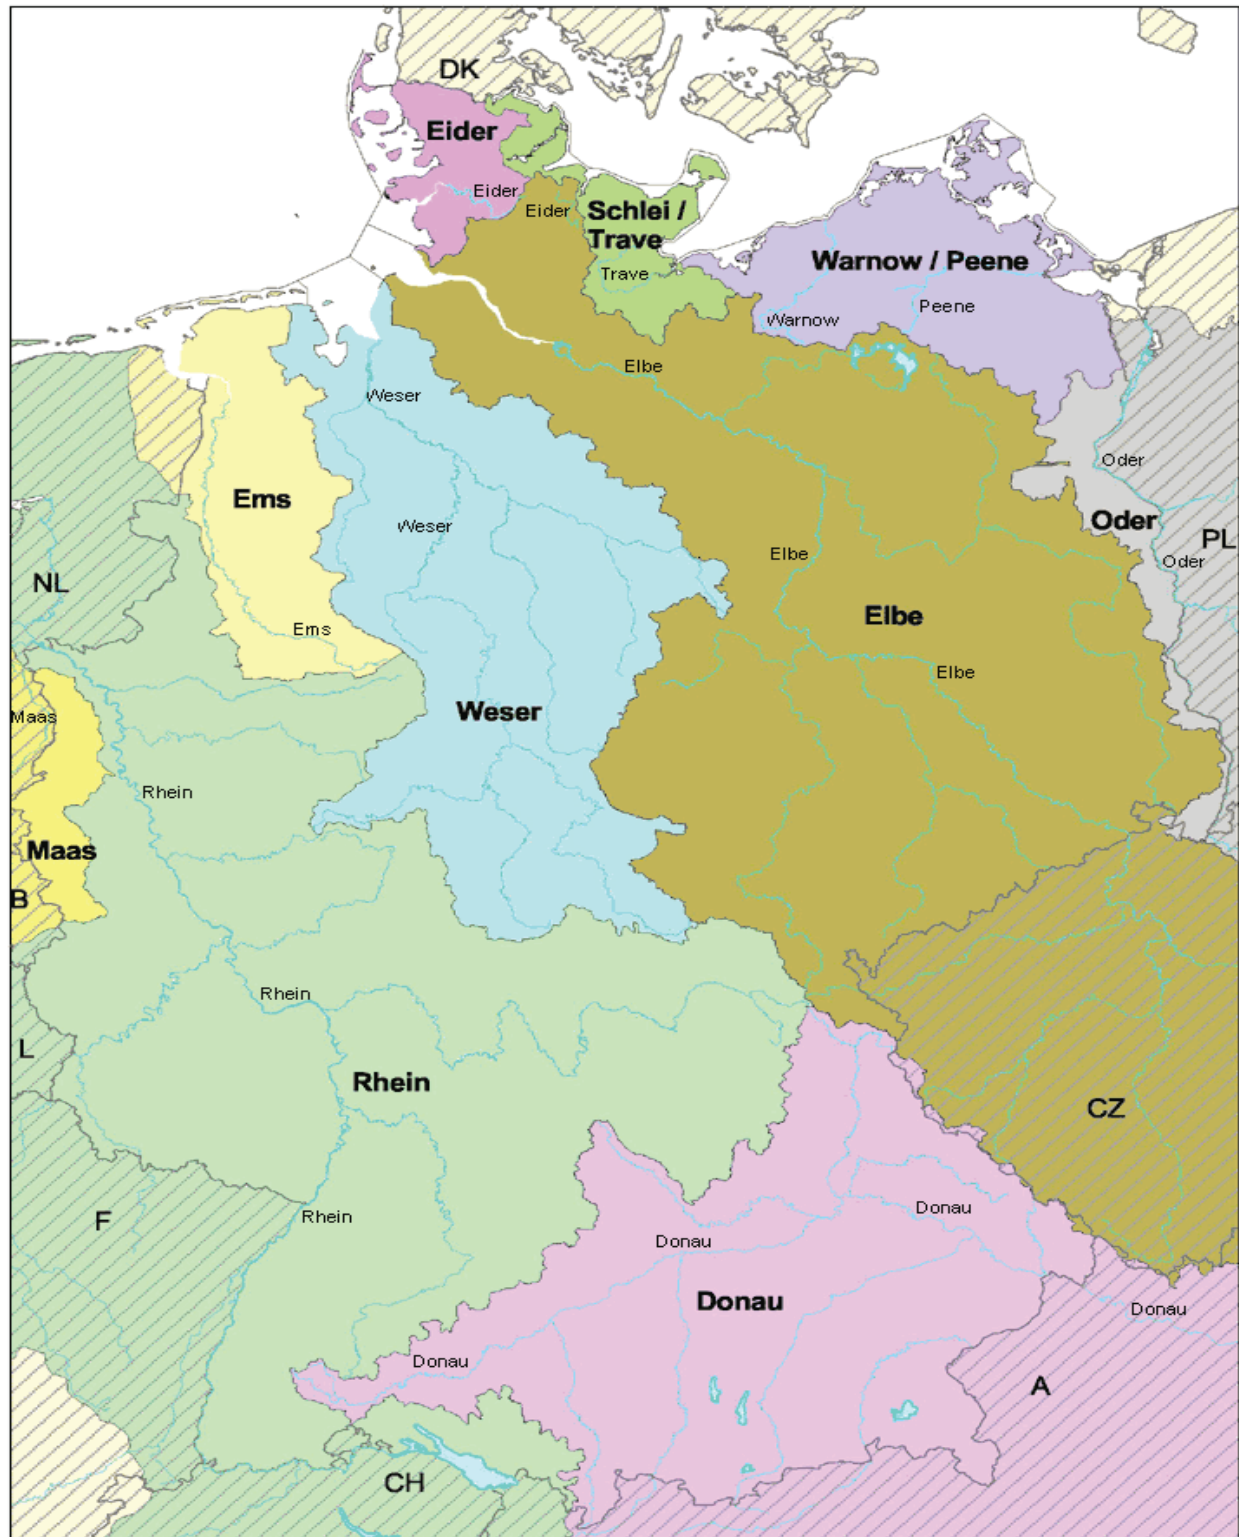 DK
Eider
Eider
Eider
Schlei /
Trave
Trave
Warnow / Peene
Warnow
Peene
Elbe
Weser
Oder
Ems
Weser
Elbe
Oder
PL
Oder
NL
Elbe
Ems
Elbe
Maas
Weser
Rhein
Maas
B
Rhein
L
Rhein
CZ
F
Rhein
Donau
Donau
Donau
Donau
Donau
A
CH